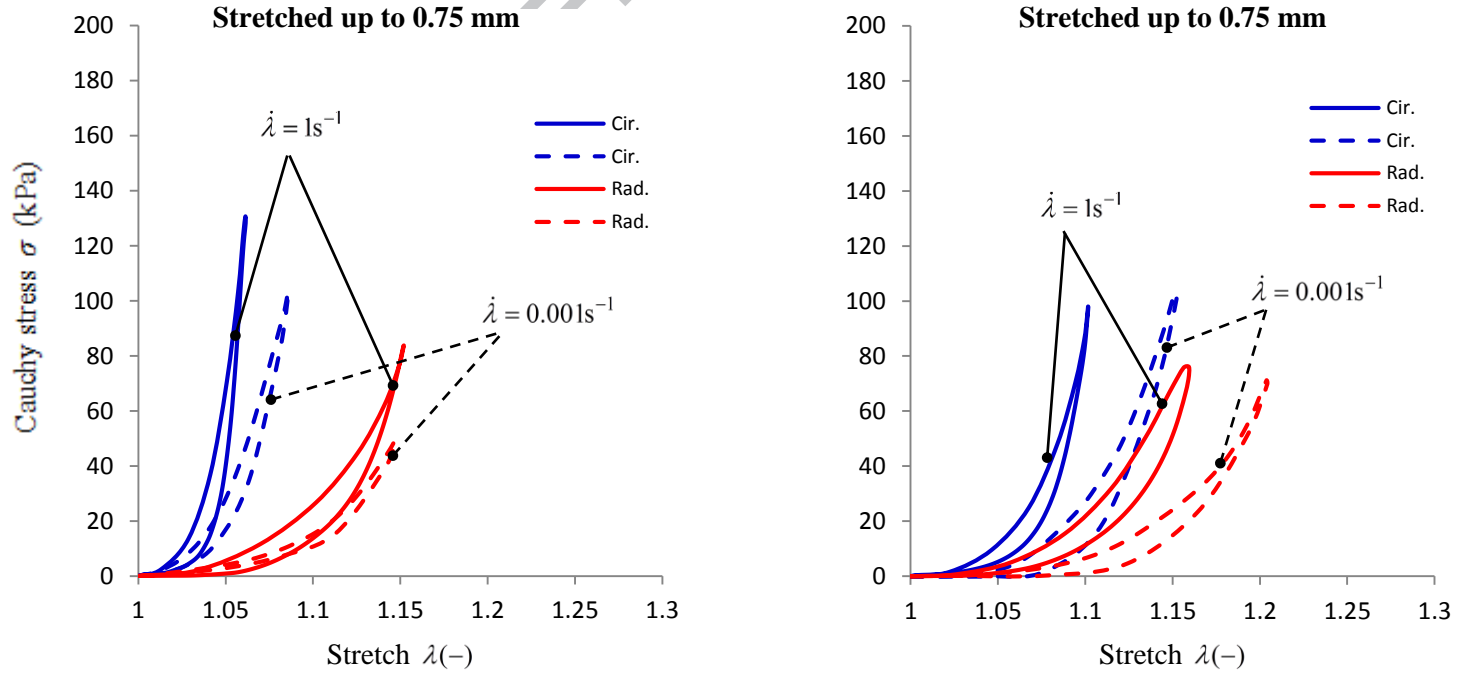 Stretched up to 0.75 mm
Cauchy stress σ (kPa)
200
180
160
140
120
100
80
60
40
20
0
1
1.05
1.1
1.15
1.2
1.25
1.3
Stretch λ(−)
λ̇ = 1s⁻¹
λ̇ = 0.001s⁻¹
Cir.
Cir.
Rad.
Rad.
Stretched up to 0.75 mm
200
180
160
140
120
100
80
60
40
20
0
1
1.05
1.1
1.15
1.2
1.25
1.3
Stretch λ(−)
λ̇ = 1s⁻¹
λ̇ = 0.001s⁻¹
Cir.
Cir.
Rad.
Rad.